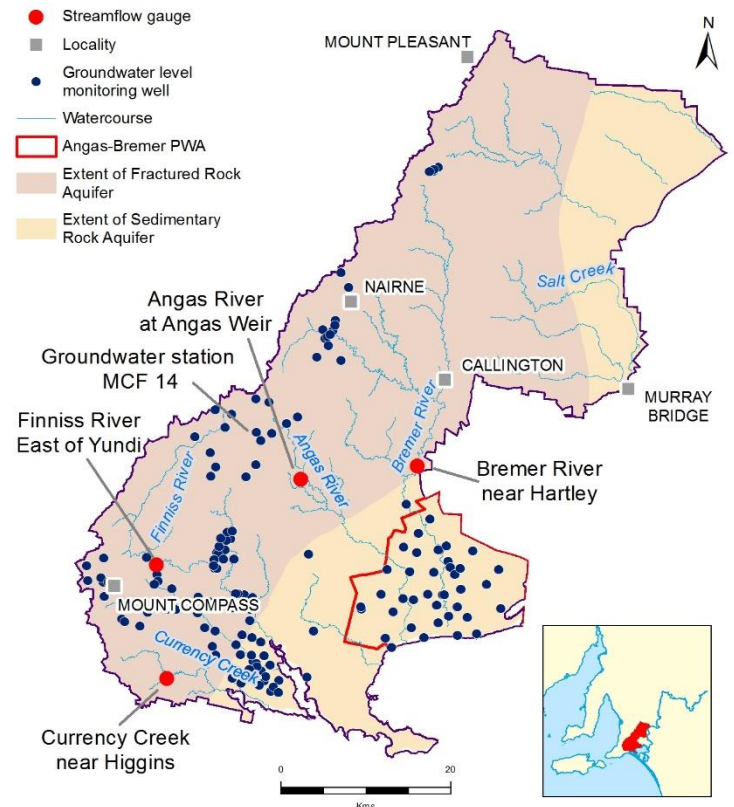 Streamflow gauge
Locality
Groundwater level
monitoring well
Watercourse
Angas-Bremer PWA
Extent of Fractured Rock
Aquifer
Extent of Sedimentary
Rock Aquifer
MOUNT PLEASANT
N
Salt Creek
NAIRNE
Angas River
at Angas Weir
Groundwater station
MCF 14
CALLINGTON
MURRAY
BRIDGE
Finniss River
East of Yundi
Bremer River
Angas River
Finniss River
Bremer River
near Hartley
MOUNT COMPASS
Currency Creek
Currency Creek
near Higgins
0 20
Kms